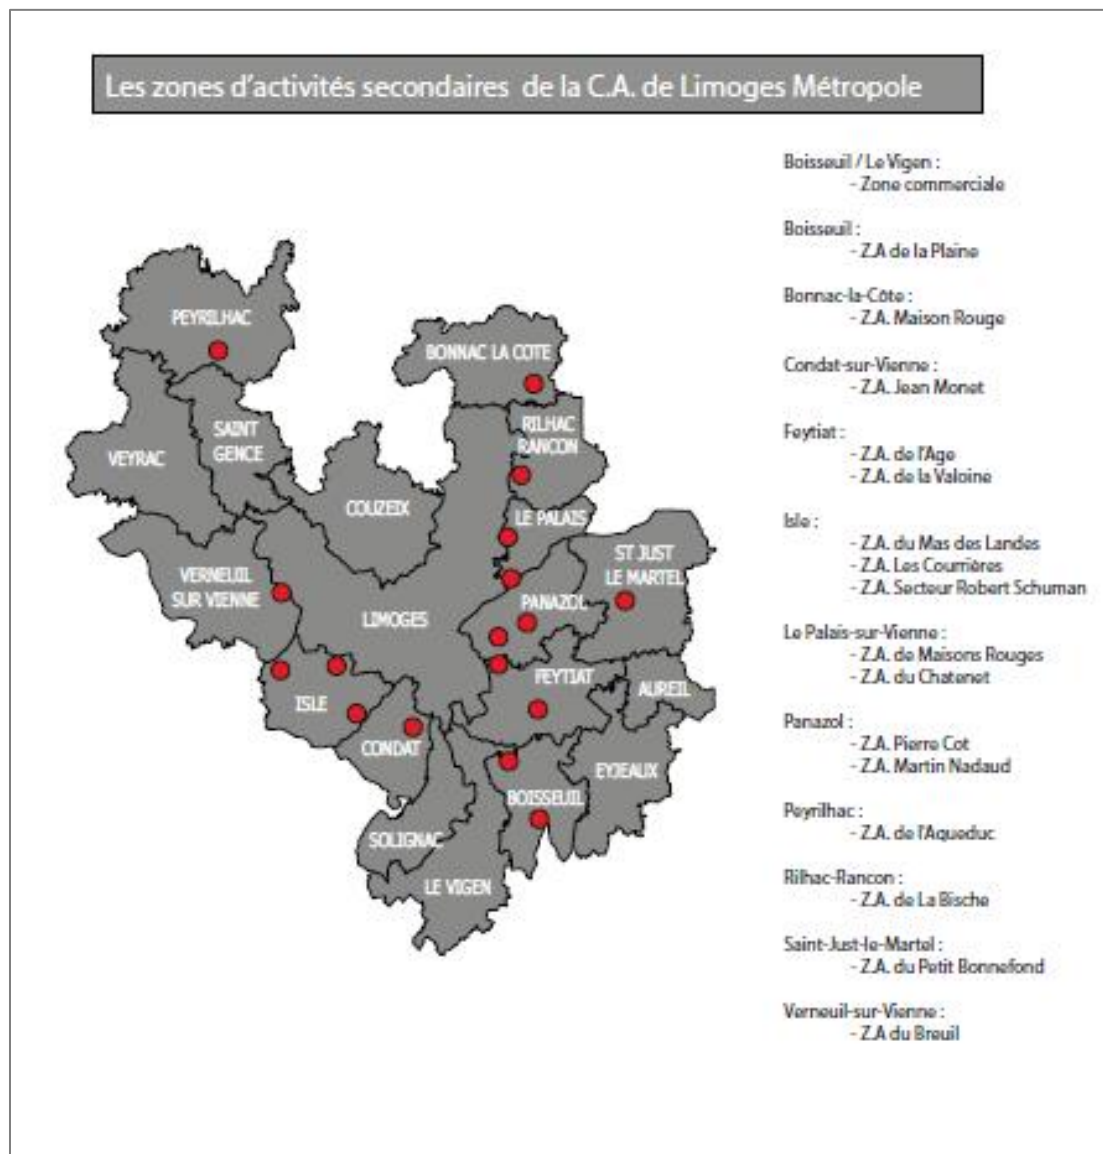 Les zones d'activités secondaires de la C.A. de Limoges Métropole
PEYRILHAC
BONNAC LA COTE
RILHAC
RANCON
SAINT
GENCE
VEYRAC
COUZEIX
LE PALAIS
ST JUST
LE MARTEL
VERNEUIL
SUR VIENNE
PANAZOL
LIMOGES
FEYTIAT
AUREIL
ISLE
CONDAT
EYJEAUX
BOISSEUIL
SOLIGNAC
LE VIGEN
Boisseuil / Le Vigen :
- Zone commerciale
Boisseuil :
- Z.A de la Plaine
Bonnac-la-Côte :
- Z.A. Maison Rouge
Condat-sur-Vienne :
- Z.A. Jean Monet
Feytiat :
- Z.A. de l'Age
- Z.A. de la Valoine
Isle :
- Z.A. du Mas des Landes
- Z.A. Les Courrières
- Z.A. Secteur Robert Schuman
Le Palais-sur-Vienne :
- Z.A. de Maisons Rouges
- Z.A. du Chatenet
Panazol :
- Z.A. Pierre Cot
- Z.A. Martin Nadaud
Peyrilhac :
- Z.A. de l'Aqueduc
Rilhac-Rancon :
- Z.A. de La Bische
Saint-Just-le-Martel :
- Z.A. du Petit Bonnefond
Verneuil-sur-Vienne :
- Z.A du Breuil